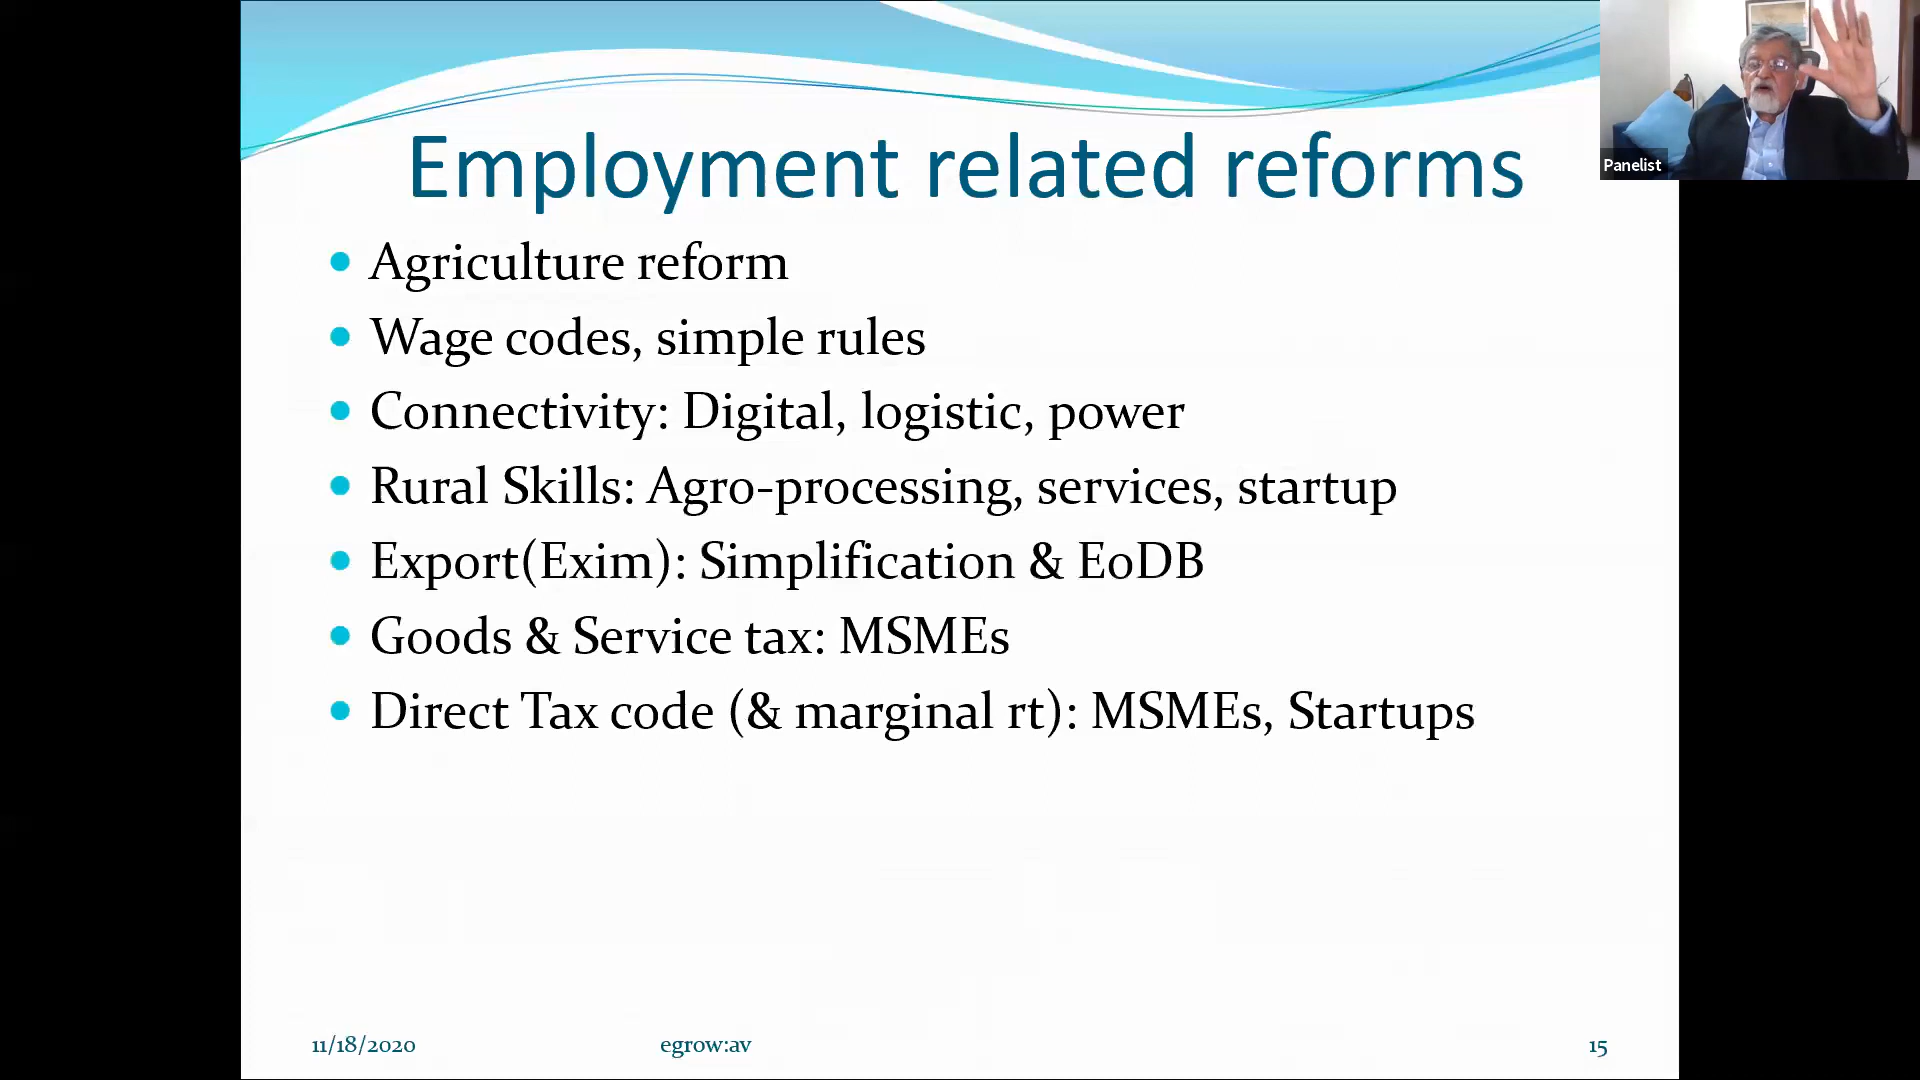 Employment related reforms
Agriculture reform
Wage codes, simple rules
Connectivity: Digital, logistic, power
Rural Skills: Agro-processing, services, startup
Export(Exim): Simplification & EoDB
Goods & Service tax: MSMEs
Direct Tax code (& marginal rt): MSMEs, Startups
11/18/2020 egrow:av 15
Panelist